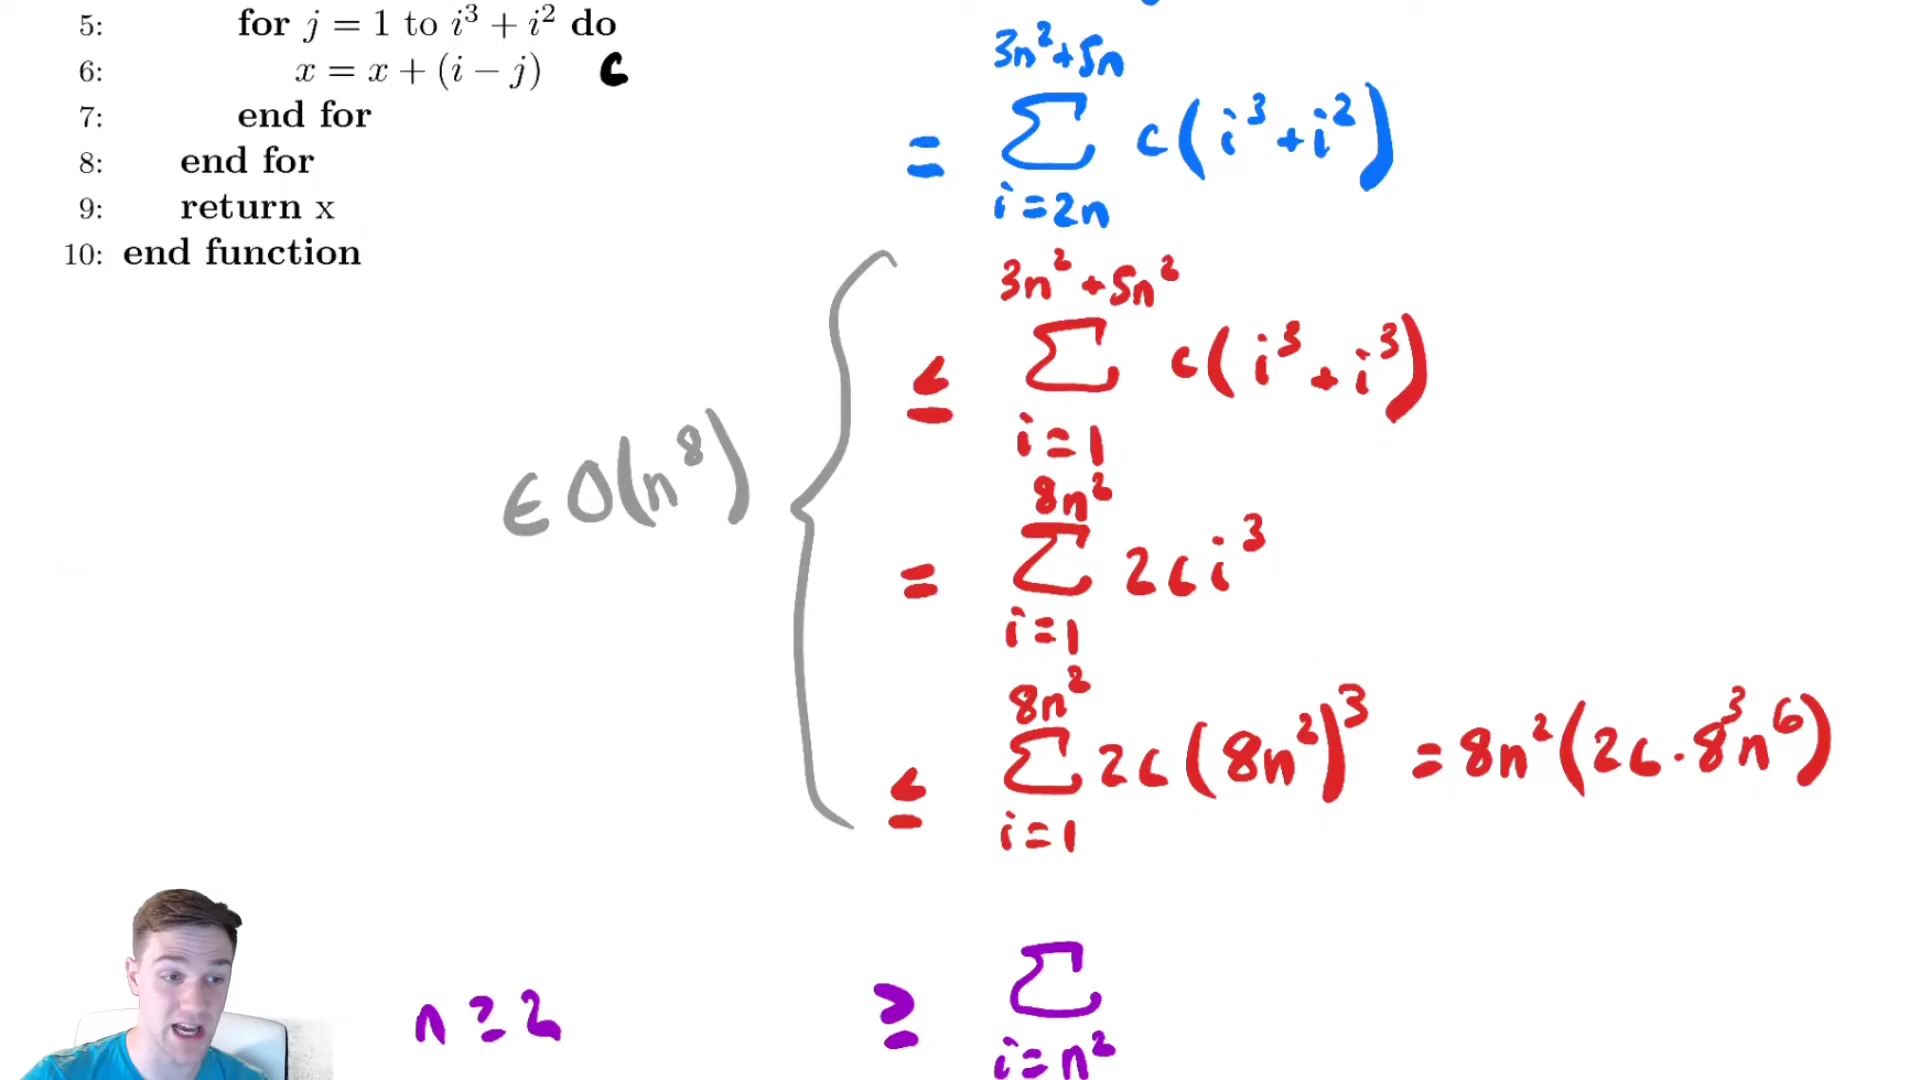 5: for j = 1 to i³ + i² do
6: x = x + (i − j) c
7: end for
8: end for
9: return x
10: end function
3n²+5n
= Σ c(i³+i²)
i=2n
3n²+5n²
≤ Σ c(i³+i³)
i=1
∈ O(n⁸)
8n²
= Σ 2ci³
i=1
8n²
≤ Σ 2c(8n²)³ = 8n²(2c·8³n⁶)
i=1
n ≥ 2 ≥ Σ
i=n²